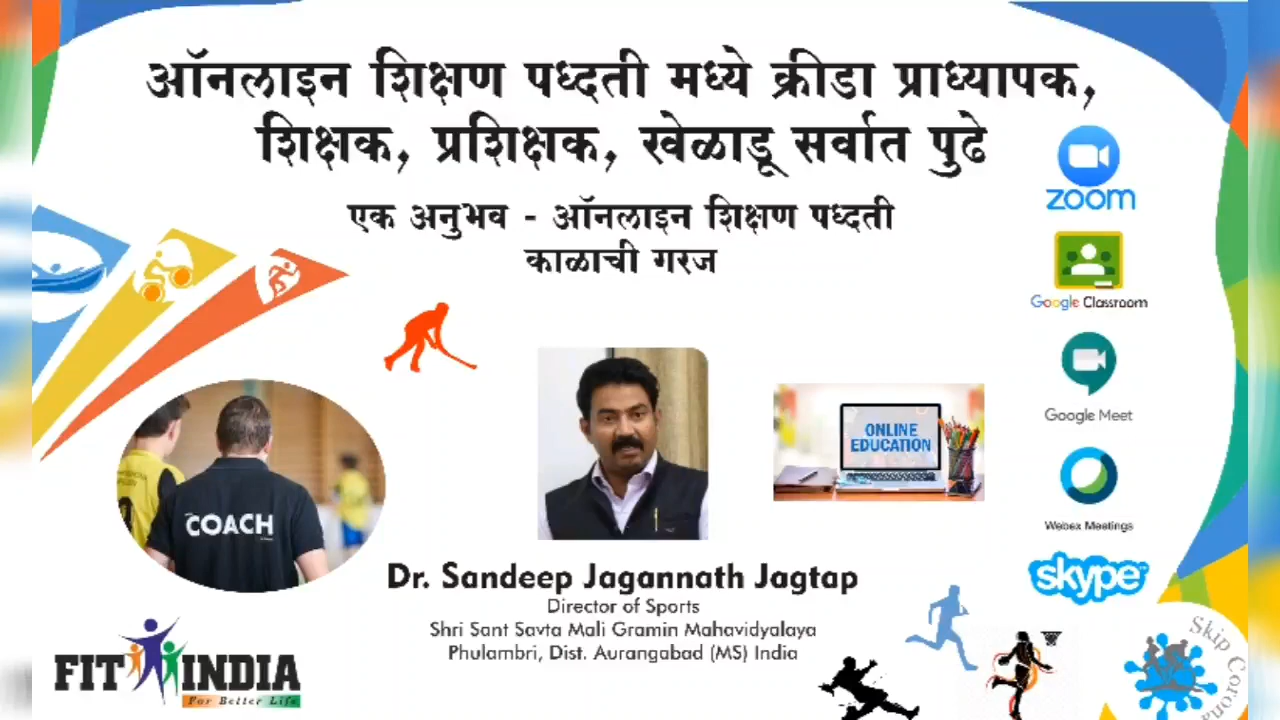 ऑनलाइन शिक्षण पध्दती मध्ये क्रीडा प्राध्यापक,
शिक्षक, प्रशिक्षक, खेळाडू सर्वात पुढे
एक अनुभव - ऑनलाइन शिक्षण पध्दती
काळाची गरज
zoom
Google Classroom
Google Meet
Webex Meetings
skype
ONLINE
EDUCATION
COACH
Dr. Sandeep Jagannath Jagtap
Director of Sports
Shri Sant Savta Mali Gramin Mahavidyalaya
Phulambri, Dist. Aurangabad (MS) India
FIT INDIA
For Better Life
Skip Corona